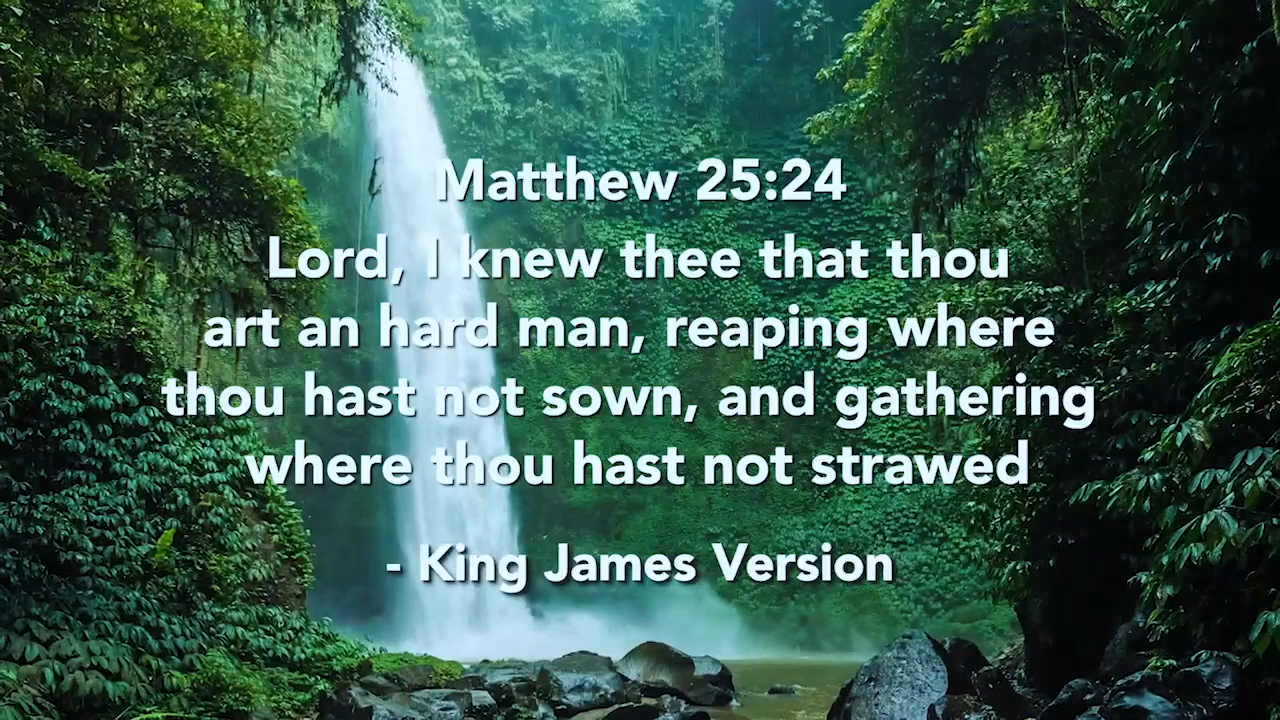 Matthew 25:24
Lord, I knew thee that thou
art an hard man, reaping where
thou hast not sown, and gathering
where thou hast not strawed
- King James Version